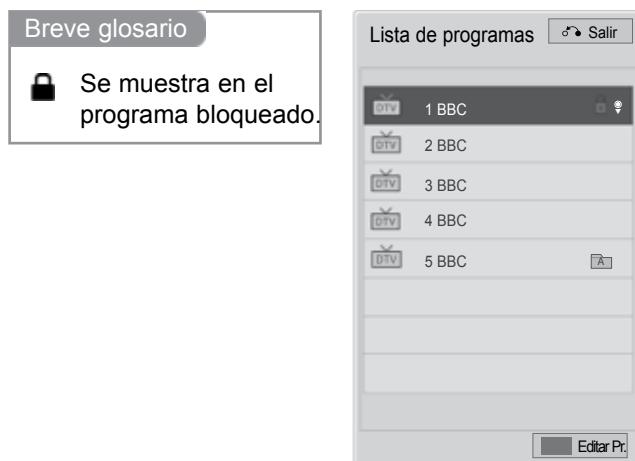 Breve glosario
Se muestra en el
programa bloqueado.
Lista de programas
Salir
DTV 1 BBC
DTV 2 BBC
DTV 3 BBC
DTV 4 BBC
DTV 5 BBC A
Editar Pr.